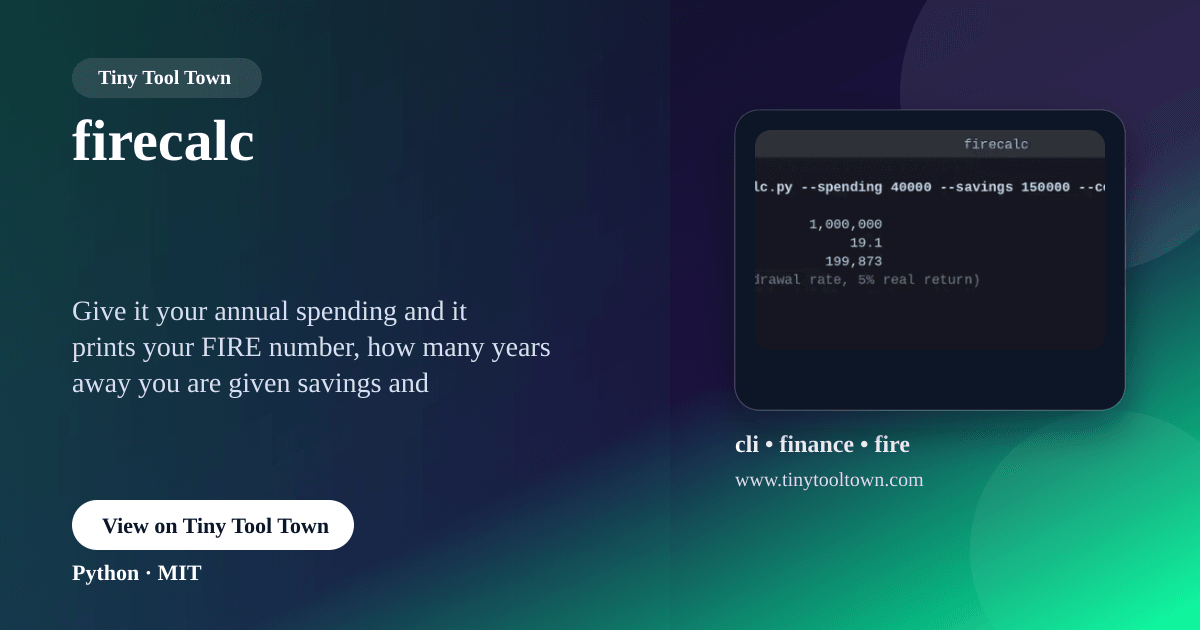 Tiny Tool Town
firecalc
Give it your annual spending and it
prints your FIRE number, how many years
away you are given savings and
View on Tiny Tool Town
Python · MIT
firecalc
lc.py --spending 40000 --savings 150000 --c
1,000,000
19.1
199,873
drawal rate, 5% real return)
cli • finance • fire
www.tinytooltown.com